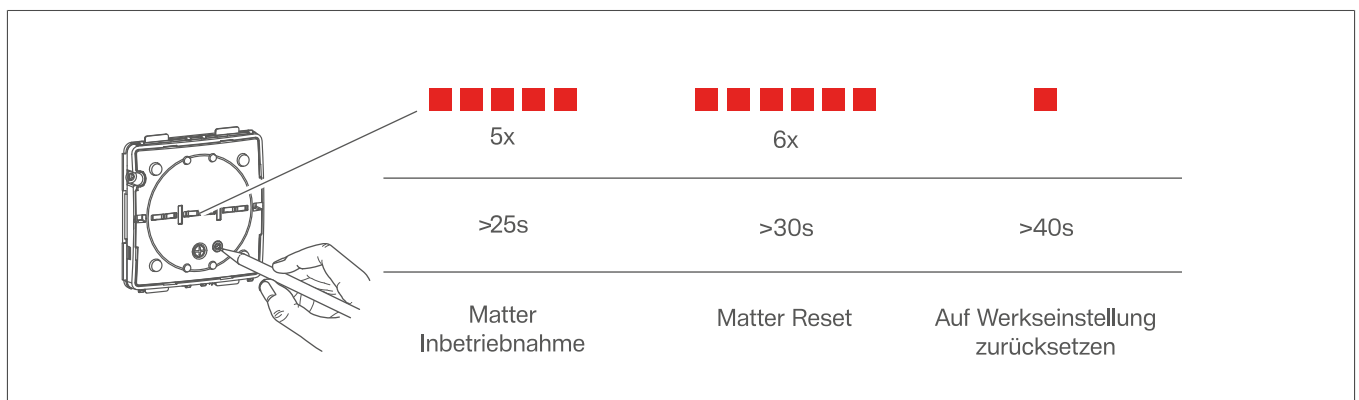 5x
6x
>25s
>30s
>40s
Matter
Inbetriebnahme
Matter Reset
Auf Werkseinstellung
zurücksetzen